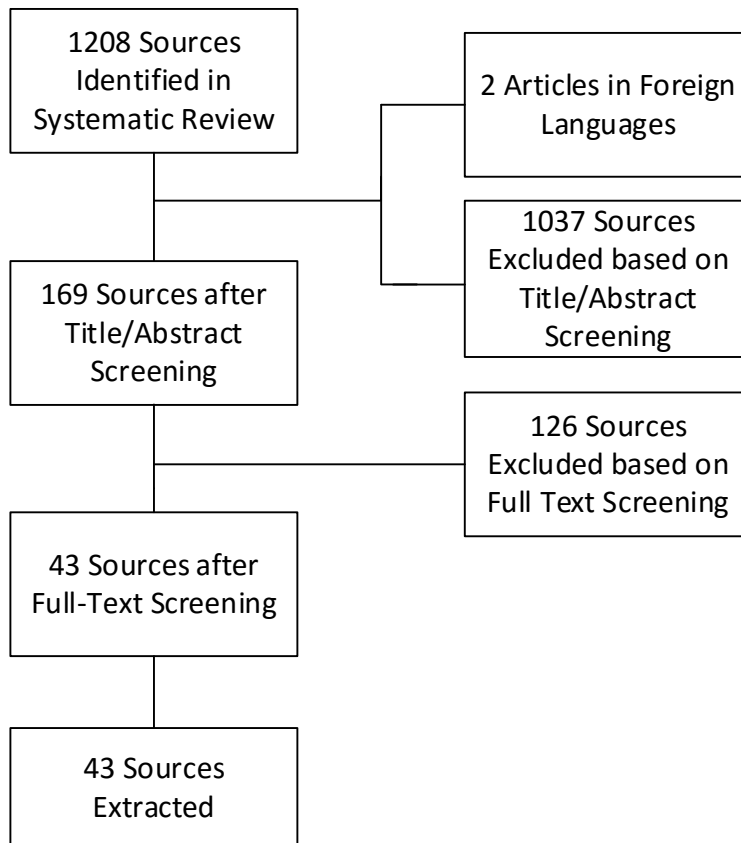 1208 Sources
Identified in
Systematic Review
2 Articles in Foreign
Languages
1037 Sources
Excluded based on
Title/Abstract
Screening
169 Sources after
Title/Abstract
Screening
126 Sources
Excluded based on
Full Text Screening
43 Sources after
Full-Text Screening
43 Sources
Extracted